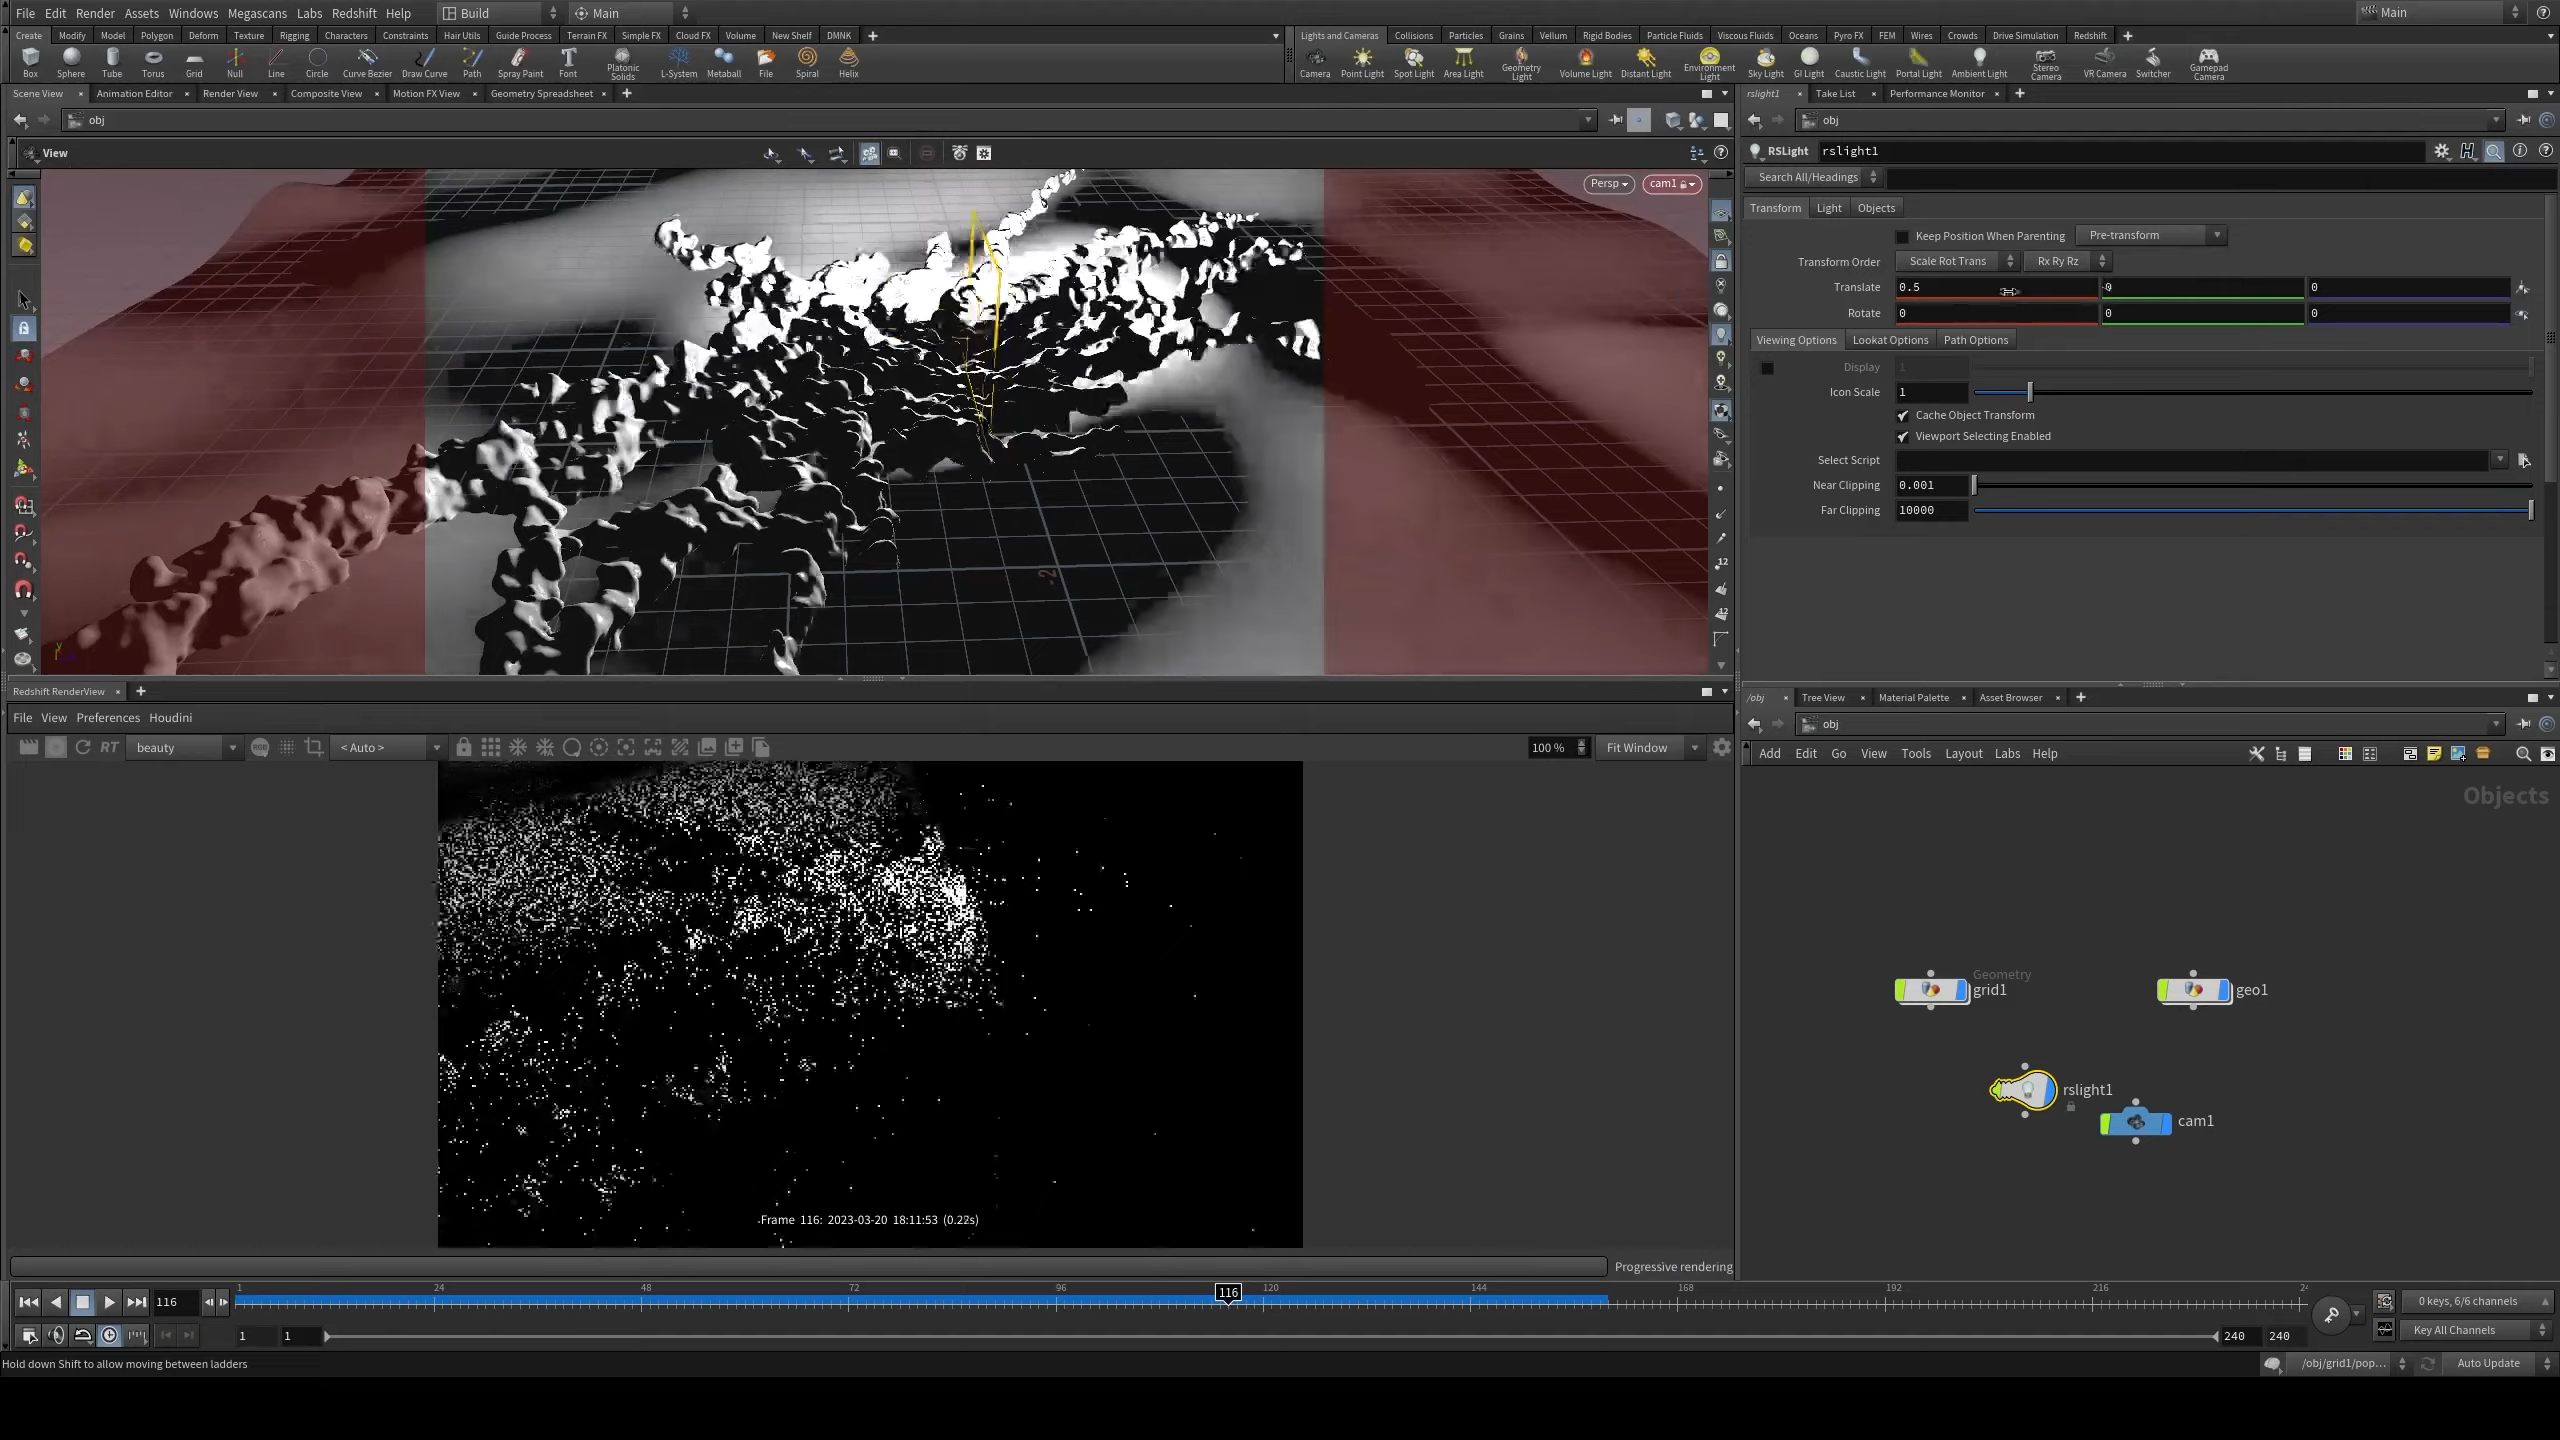 File Edit Render Assets Windows Megascans Labs Redshift Help Build Main Main
Create Modify Model Polygon Deform Texture Rigging Characters Constraints Hair Utils Guide Process Terrain FX Simple FX Cloud FX Volume New Shelf DMNK
Lights and Cameras Collisions Particles Grains Vellum Rigid Bodies Particle Fluids Viscous Fluids Oceans Pyro FX FEM Wires Crowds Drive Simulation Redshift
Box Sphere Tube Torus Grid Null Line Circle Curve Bezier Draw Curve Path Spray Paint Font Platonic Solids L-System Metaball File Spiral Helix
Camera Point Light Spot Light Area Light Geometry Light Volume Light Distant Light Environment Light Sky Light GI Light Caustic Light Portal Light Ambient Light Stereo Camera VR Camera Switcher Gamepad Camera
Scene View Animation Editor Render View Composite View Motion FX View Geometry Spreadsheet
obj
View
Persp cam1
-2
y
rslight1 Take List Performance Monitor
obj
RSLight rslight1
Search All/Headings
Transform Light Objects
Keep Position When Parenting Pre-transform
Transform Order Scale Rot Trans Rx Ry Rz
Translate 0.5 0 0
Rotate 0 0 0
Viewing Options Lookat Options Path Options
Display 1
Icon Scale 1
Cache Object Transform
Viewport Selecting Enabled
Select Script
Near Clipping 0.001
Far Clipping 10000
Redshift RenderView
File View Preferences Houdini
RT beauty RGB < Auto > 100 % Fit Window
Frame 116: 2023-03-20 18:11:53 (0.22s)
Progressive rendering
/obj Tree View Material Palette Asset Browser
obj
Add Edit Go View Tools Layout Labs Help
Objects
Geometry
grid1 geo1
rslight1
cam1
1 24 48 72 96 120 144 168 192 216
116 116
1 1 240 240
0 keys, 6/6 channels
Key All Channels
Hold down Shift to allow moving between ladders
/obj/grid1/pop... Auto Update